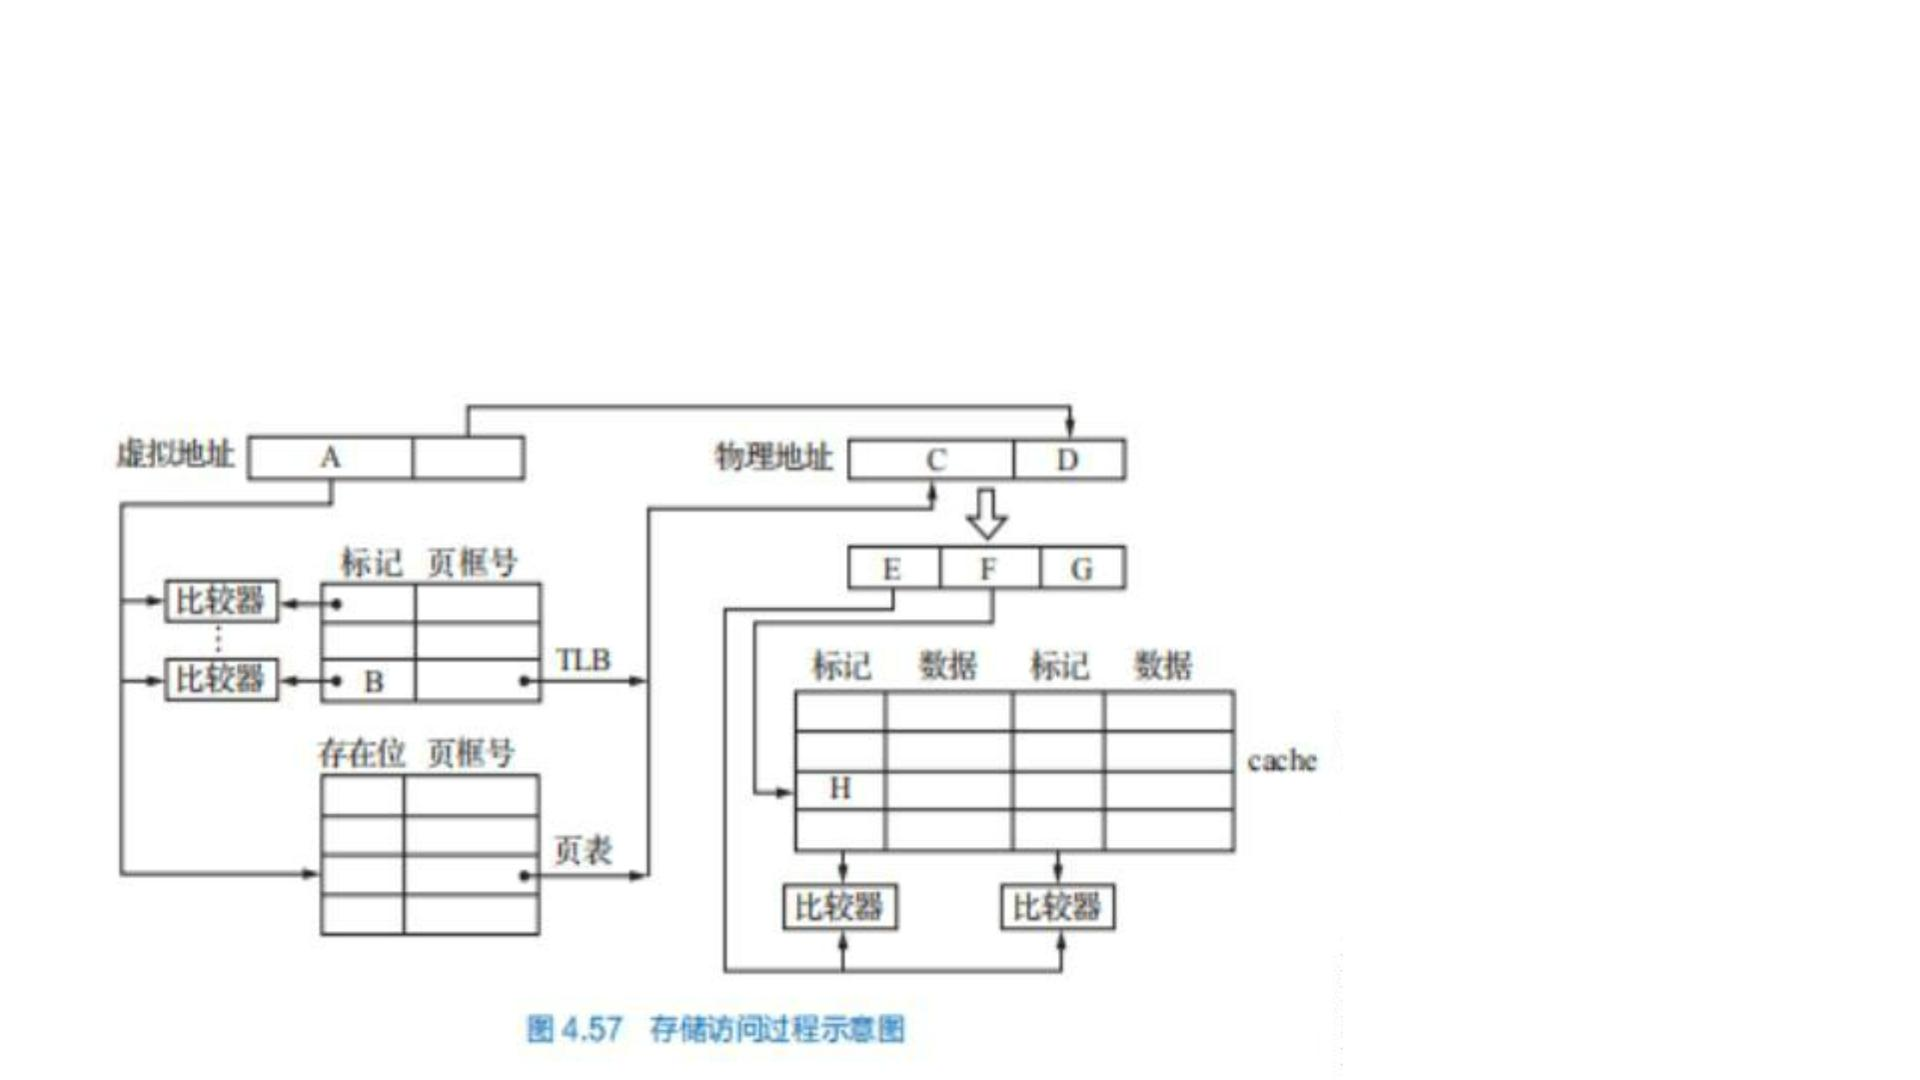 虚拟地址 A
物理地址 C D
E F G
标记 页框号
比较器
比较器 B
TLB
存在位 页框号
页表
标记 数据 标记 数据
H
cache
比较器 比较器
图 4.57 存储访问过程示意图